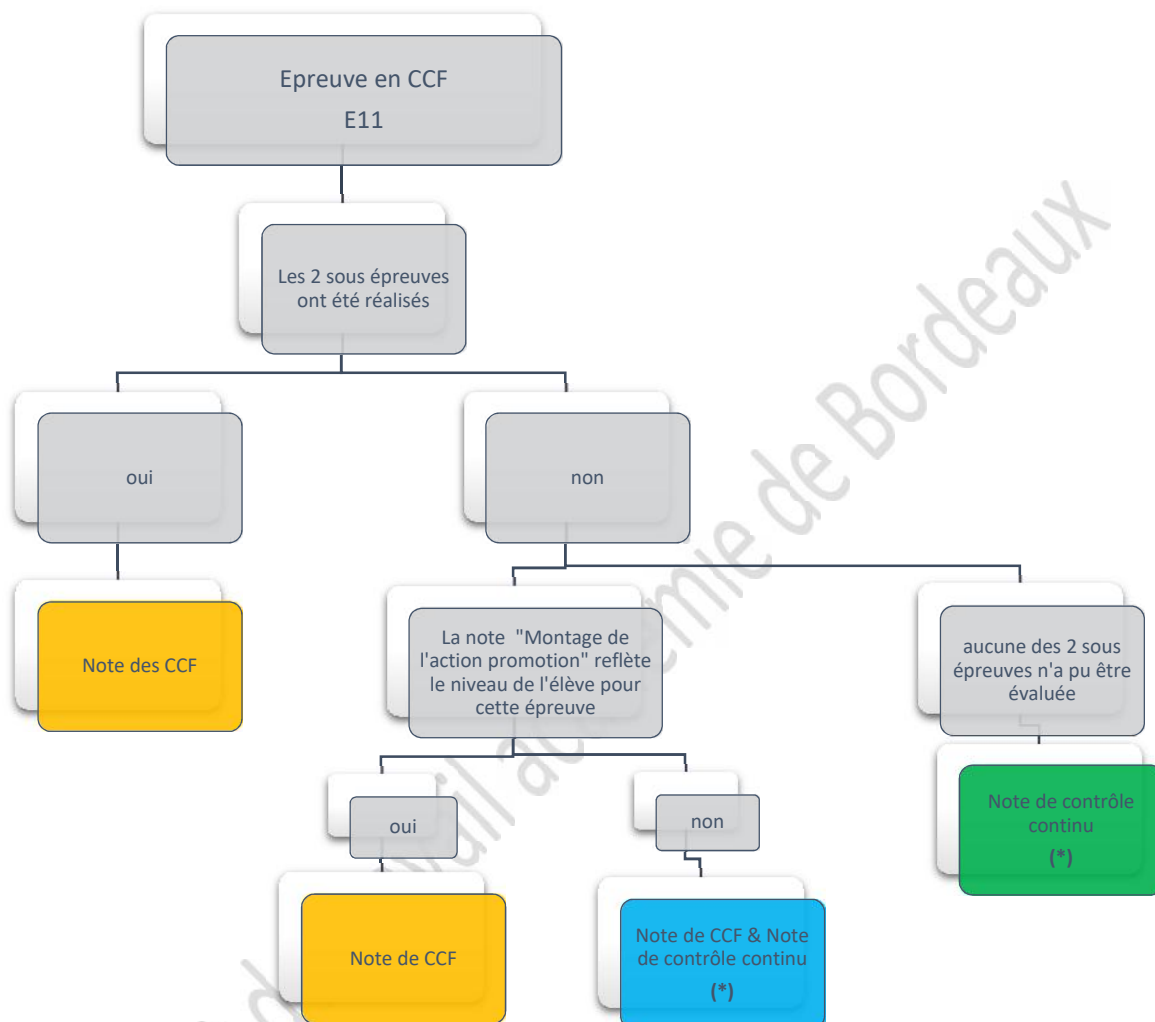 Epreuve en CCF
E11
Les 2 sous épreuves
ont été réalisés
oui
non
Note des CCF
La note "Montage de
l'action promotion" reflète
le niveau de l'élève pour
cette épreuve
aucune des 2 sous
épreuves n'a pu être
évaluée
oui
non
Note de contrôle
continu
(*)
Note de CCF
Note de CCF & Note
de contrôle continu
(*)
de Bordeaux